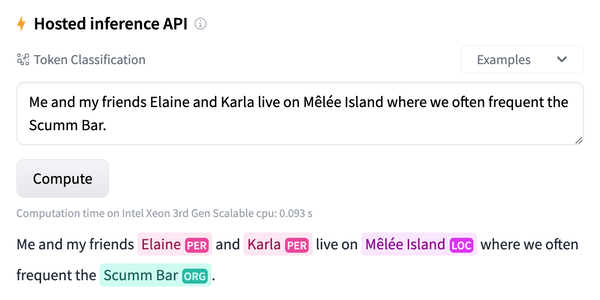 Hosted inference API
Token Classification
Examples
Me and my friends Elaine and Karla live on Mêlée Island where we often frequent the
Scumm Bar.
Compute
Computation time on Intel Xeon 3rd Gen Scalable cpu: 0.093 s
Me and my friends Elaine PER and Karla PER live on Mêlée Island LOC where we often
frequent the Scumm Bar ORG .